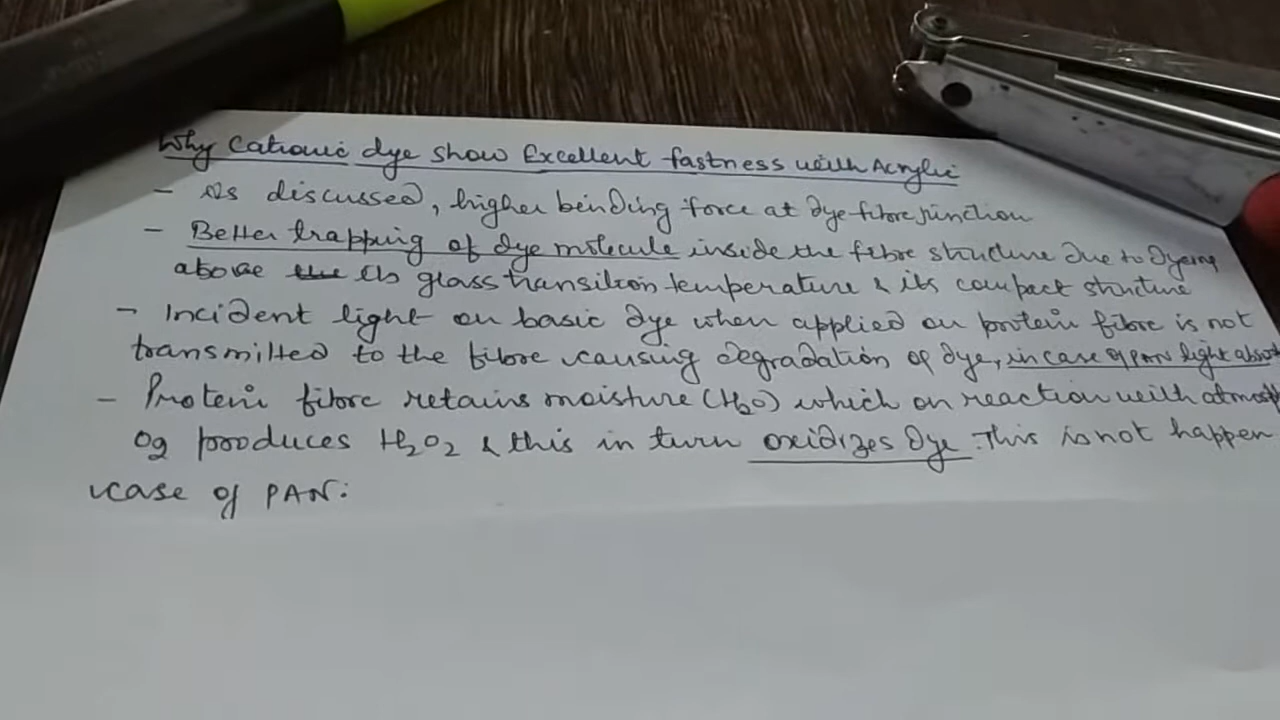 Why Cationic dye show Excellent fastness with Acrylic
- As discussed, higher binding force at dye fibre junction
- Better trapping of dye molecule inside the fibre structure due to dyeing
above its glass transition temperature & its compact structure
- Incident light on basic dye when applied on protein fibre is not
transmitted to the fibre causing degradation of dye, in case of PAN light
- Protein fibre retains moisture (H2O) which on reaction with
O2 produces H2O2 & this in turn oxidizes dye. This is not happen
case of PAN: